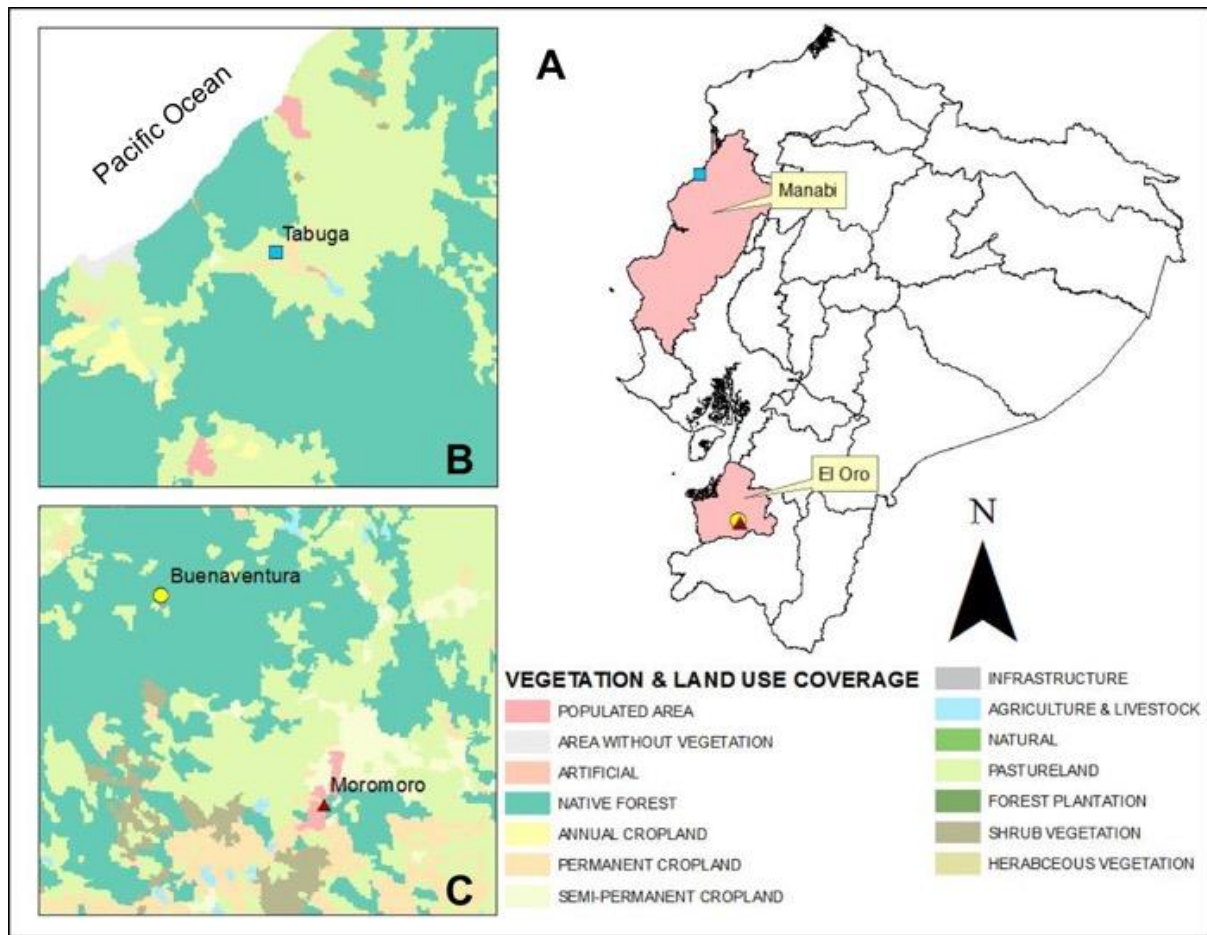 Pacific Ocean
Tabuga
B
Buenaventura
Moromoro
C
A
Manabi
El Oro
N
VEGETATION & LAND USE COVERAGE
POPULATED AREA
AREA WITHOUT VEGETATION
ARTIFICIAL
NATIVE FOREST
ANNUAL CROPLAND
PERMANENT CROPLAND
SEMI-PERMANENT CROPLAND
INFRASTRUCTURE
AGRICULTURE & LIVESTOCK
NATURAL
PASTURELAND
FOREST PLANTATION
SHRUB VEGETATION
HERABCEOUS VEGETATION